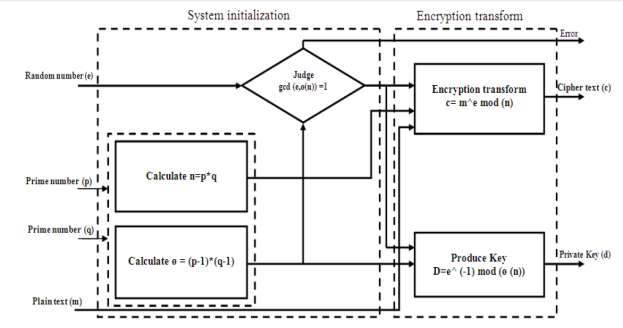 System initialization
Encryption transform
Error
Random number (e)
Judge
gcd (e,o(n)) =1
Encryption transform
c= m^e mod (n)
Cipher text (c)
Prime number (p)
Calculate n=p*q
Prime number (q)
Calculate o = (p-1)*(q-1)
Produce Key
D=e^ (-1) mod (o (n))
Private Key (d)
Plain text (m)